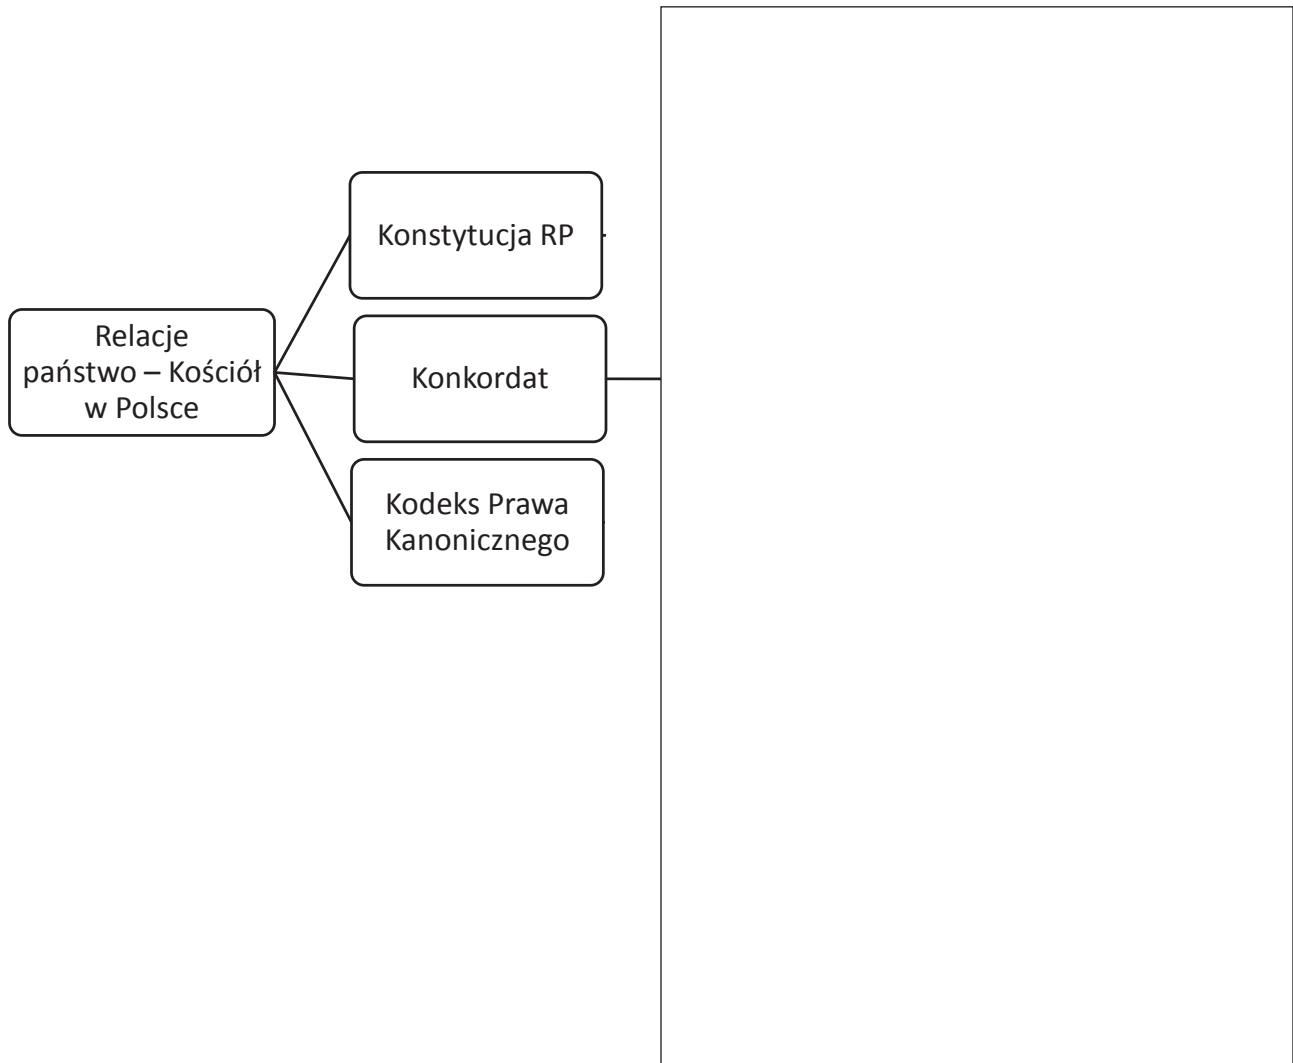 Relacje
państwo – Kościół
w Polsce
Konstytucja RP
Konkordat
Kodeks Prawa
Kanonicznego